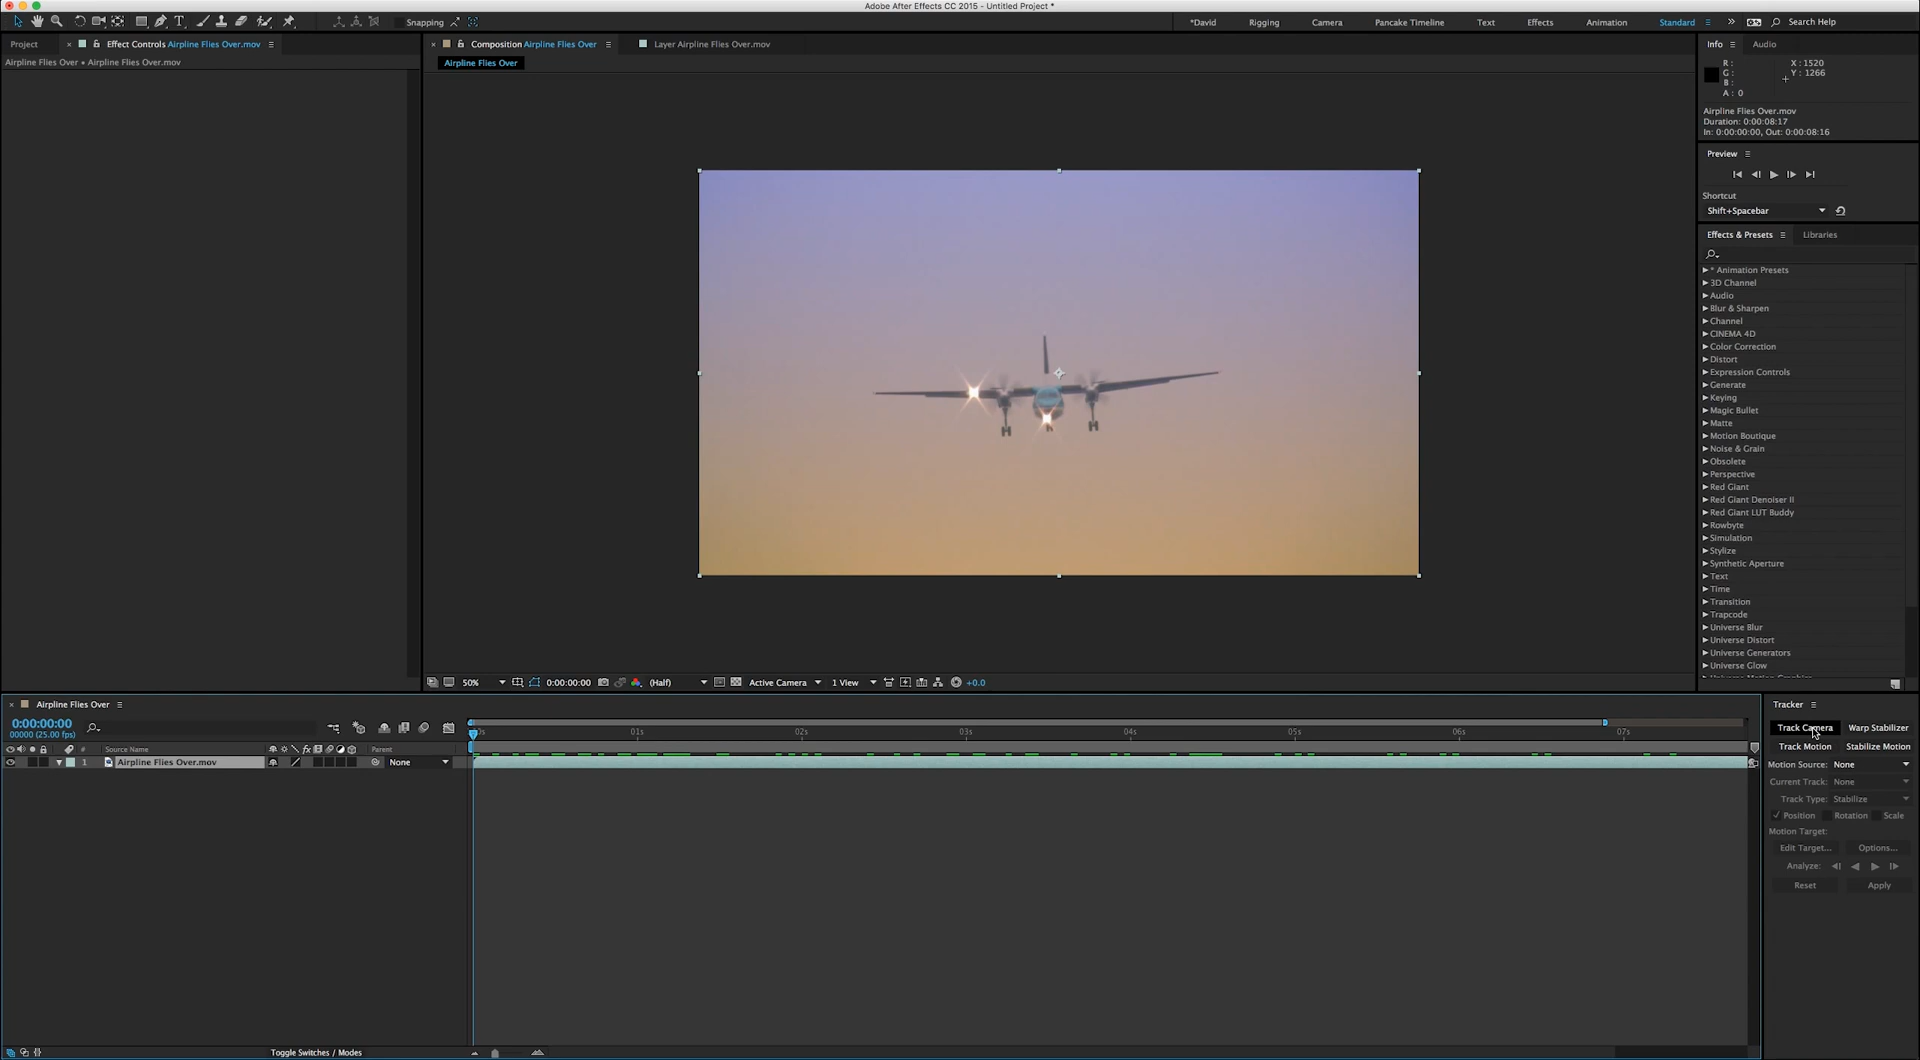 Adobe After Effects CC 2015 - Untitled Project *
Snapping
*David
Rigging
Camera
Pancake Timeline
Text
Effects
Animation
Standard
Search Help
Project
Effect Controls Airpline Flies Over.mov
Airpline Flies Over • Airpline Flies Over.mov
Composition Airpline Flies Over
Layer Airpline Flies Over.mov
Airpline Flies Over
Info
Audio
R :
G :
B :
A : 0
X : 1520
Y : 1266
Airpline Flies Over.mov
Duration: 0:00:08:17
In: 0:00:00:00, Out: 0:00:08:16
Preview
Shortcut
Shift+Spacebar
Effects & Presets
Libraries
* Animation Presets
3D Channel
Audio
Blur & Sharpen
Channel
CINEMA 4D
Color Correction
Distort
Expression Controls
Generate
Keying
Magic Bullet
Matte
Motion Boutique
Noise & Grain
Obsolete
Perspective
Red Giant
Red Giant Denoiser II
Red Giant LUT Buddy
Rowbyte
Simulation
Stylize
Synthetic Aperture
Text
Time
Transition
Trapcode
Universe Blur
Universe Distort
Universe Generators
Universe Glow
50%
0:00:00:00
(Half)
Active Camera
1 View
+0.0
Airpline Flies Over
0:00:00:00
00000 (25.00 fps)
01s
02s
03s
04s
05s
06s
07s
#
Source Name
Parent
1
Airpline Flies Over.mov
None
Toggle Switches / Modes
Tracker
Track Camera
Warp Stabilizer
Track Motion
Stabilize Motion
Motion Source: None
Current Track: None
Track Type: Stabilize
Position
Rotation
Scale
Motion Target:
Edit Target...
Options...
Analyze:
Reset
Apply